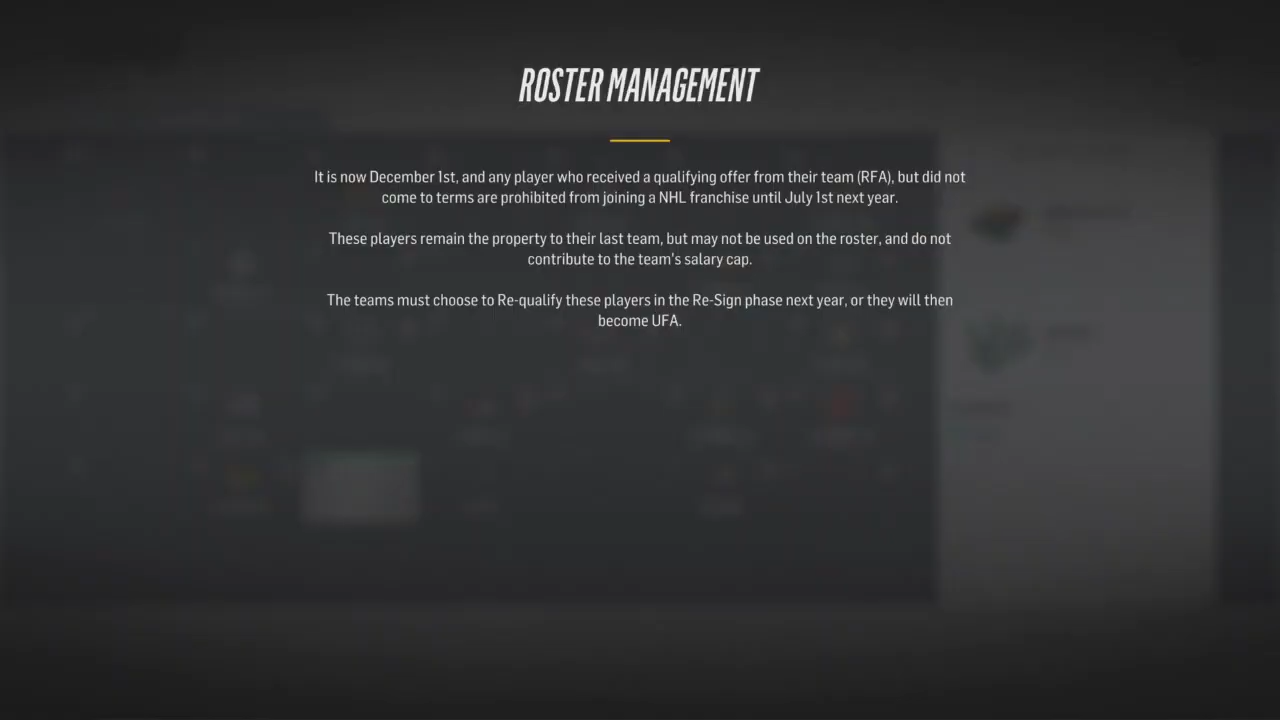 ROSTER MANAGEMENT
It is now December 1st, and any player who received a qualifying offer from their team (RFA), but did not
come to terms are prohibited from joining a NHL franchise until July 1st next year.
These players remain the property to their last team, but may not be used on the roster, and do not
contribute to the team's salary cap.
The teams must choose to Re-qualify these players in the Re-Sign phase next year, or they will then
become UFA.